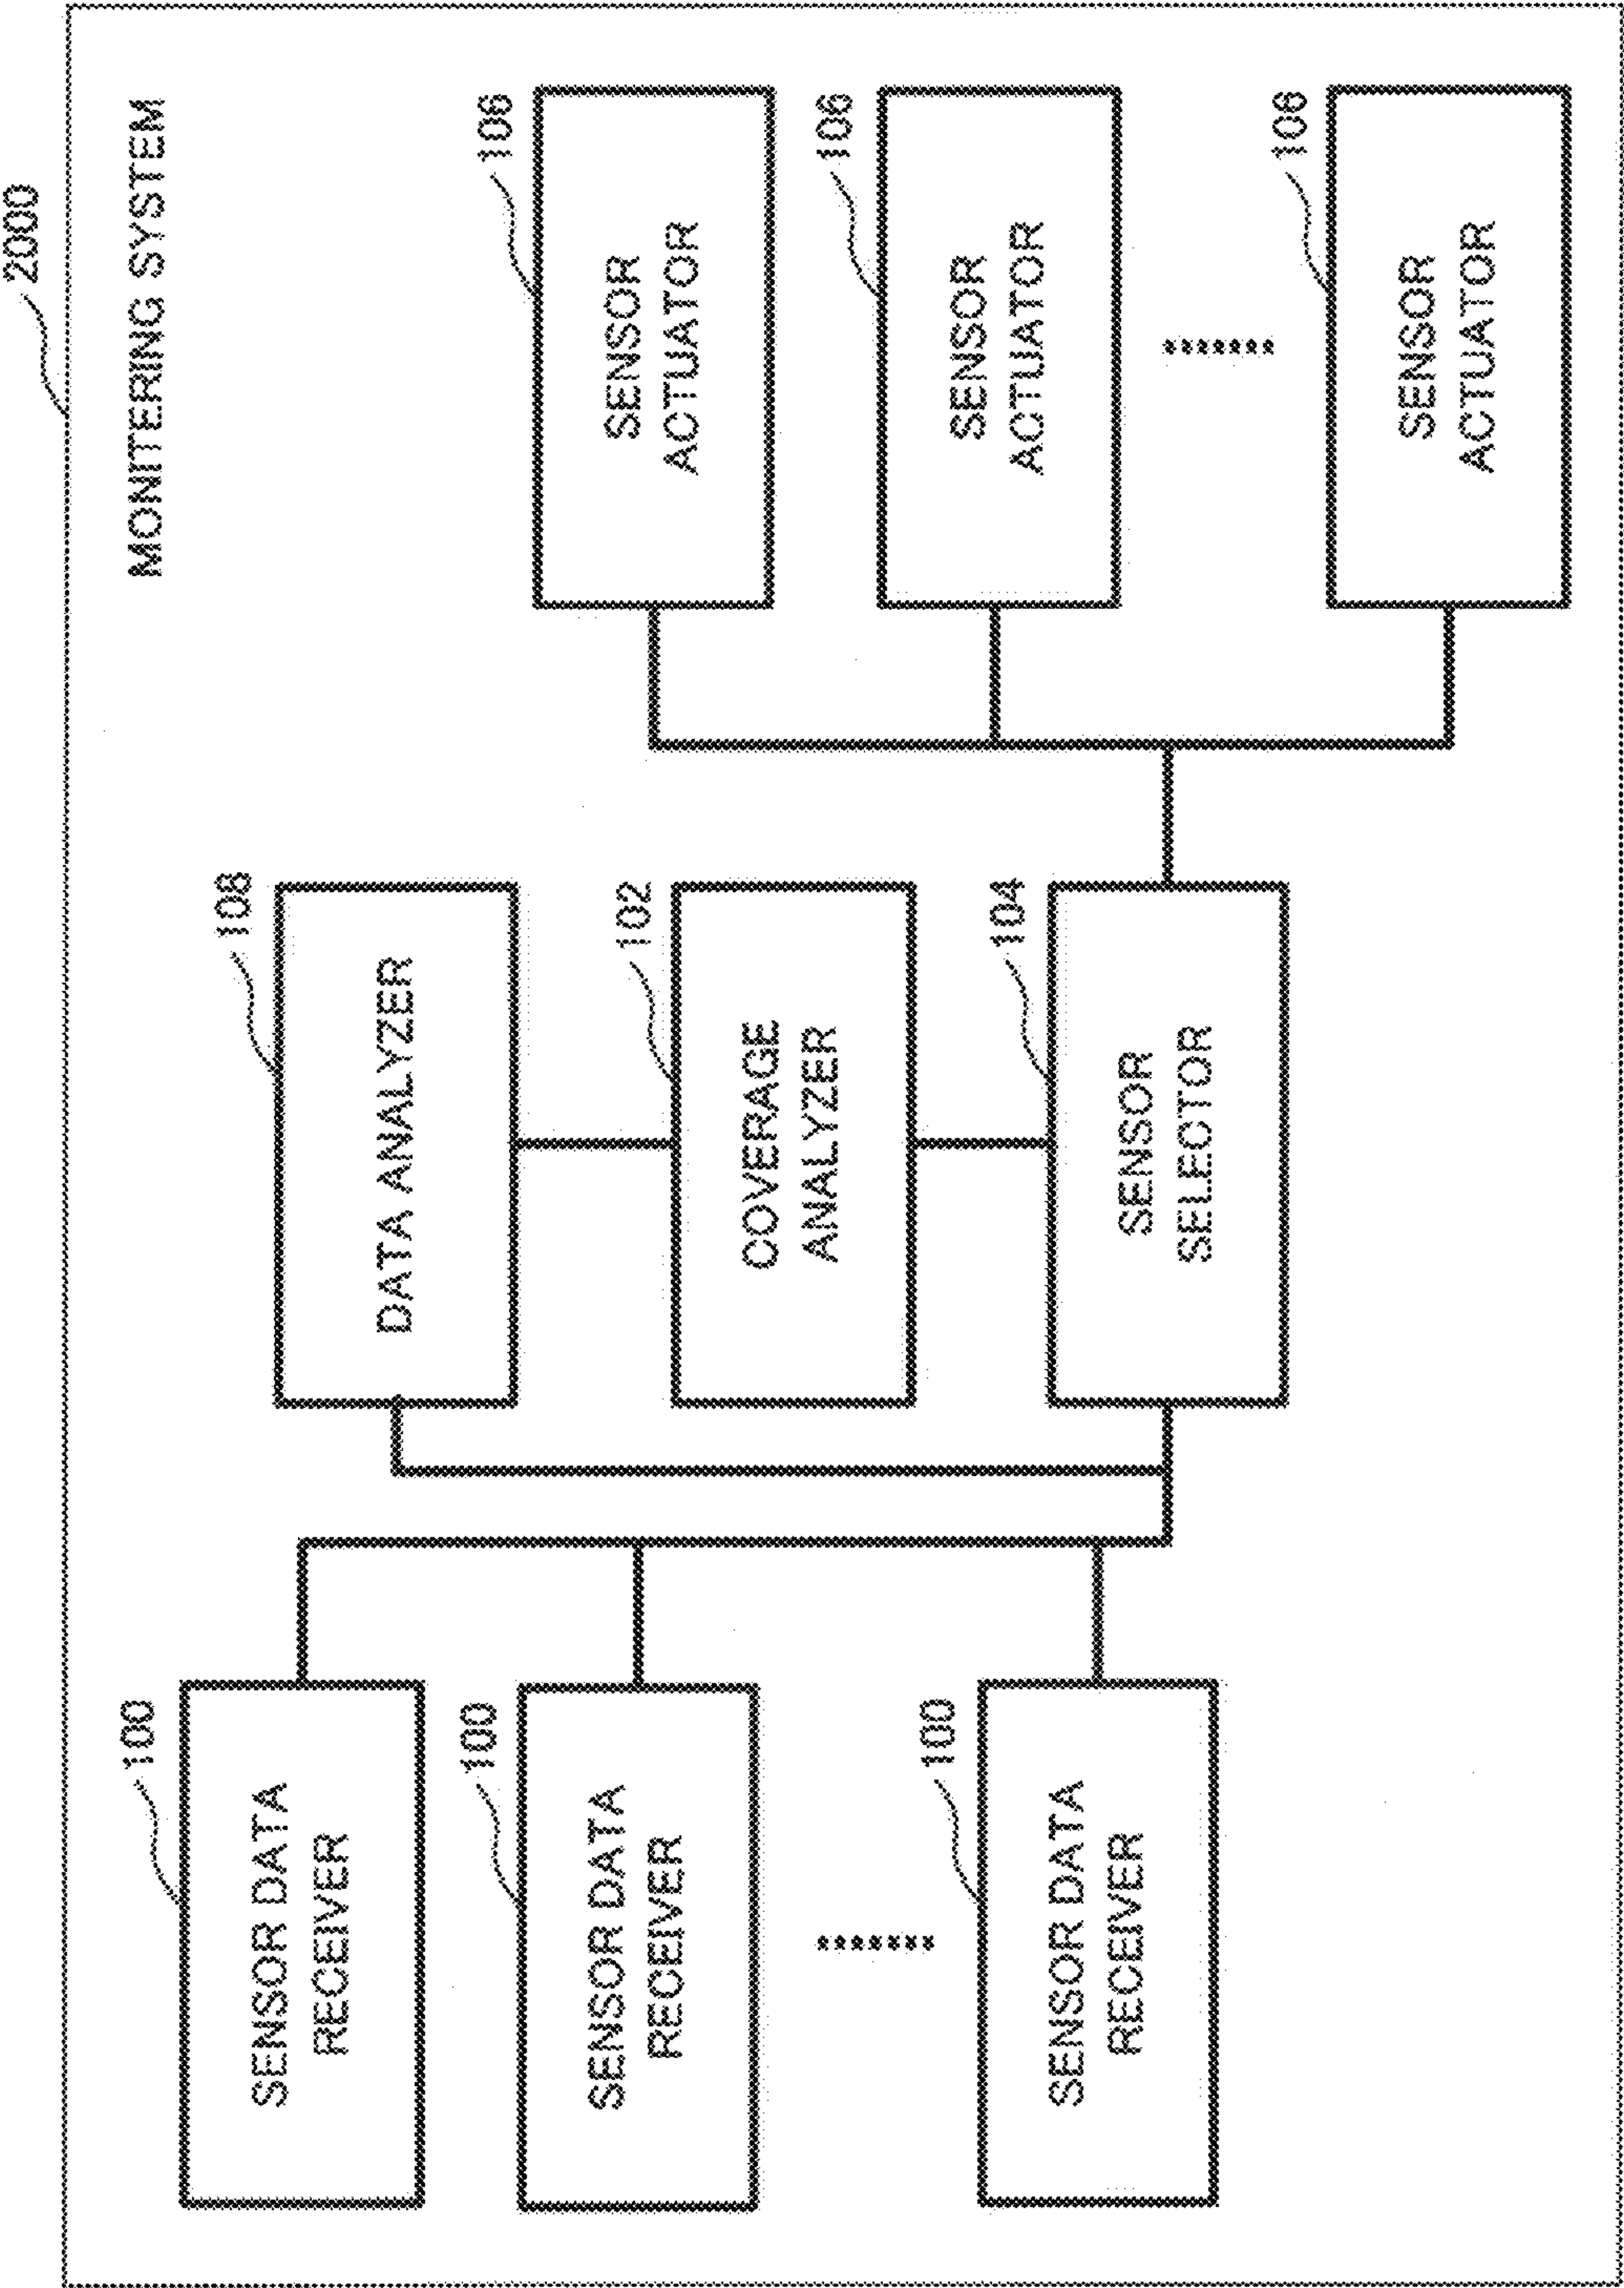 2000
MONITERING SYSTEM
100
SENSOR DATA
RECEIVER
100
SENSOR DATA
RECEIVER
100
SENSOR DATA
RECEIVER
108
DATA ANALYZER
102
COVERAGE
ANALYZER
104
SENSOR
SELECTOR
106
SENSOR
ACTUATOR
106
SENSOR
ACTUATOR
106
SENSOR
ACTUATOR